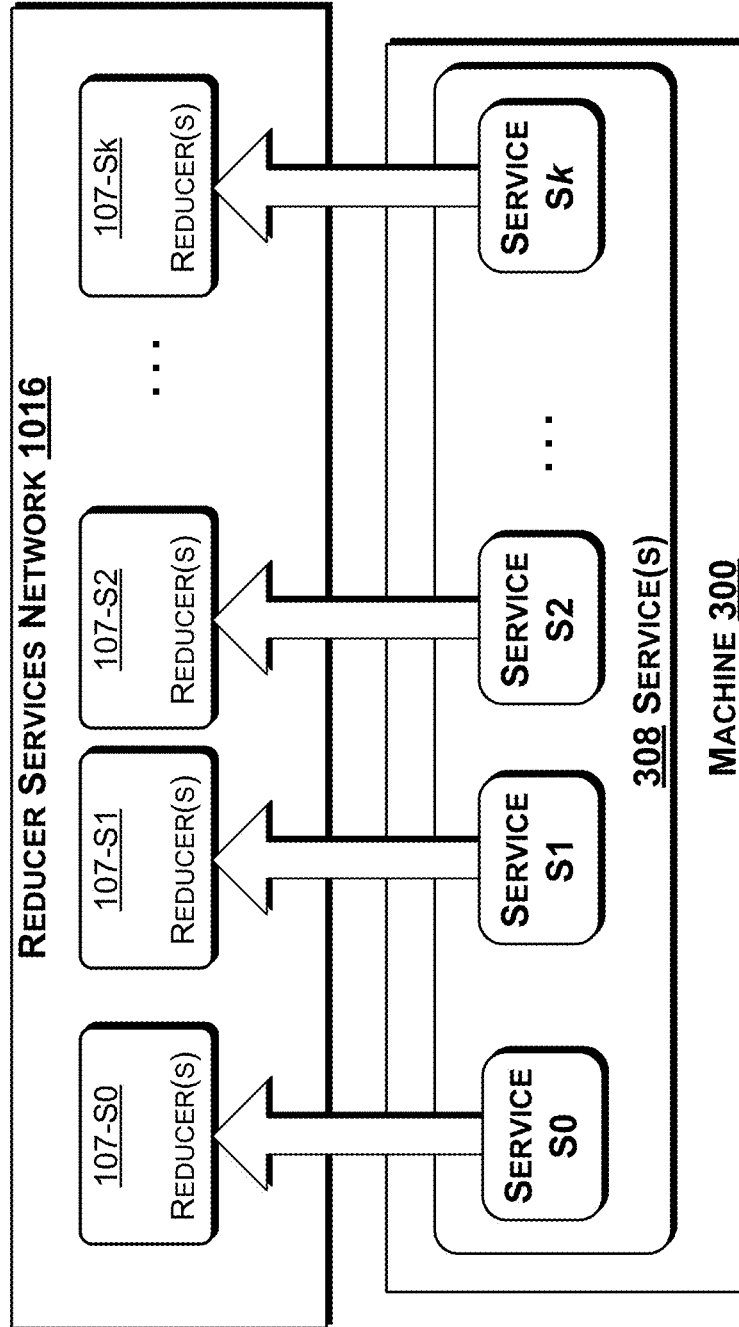 REDUCER SERVICES NETWORK 1016
107-S0
REDUCER(S)
107-S1
REDUCER(S)
107-S2
REDUCER(S)
...
107-Sk
REDUCER(S)
SERVICE
S0
SERVICE
S1
SERVICE
S2
...
SERVICE
Sk
308 SERVICE(S)
MACHINE 300